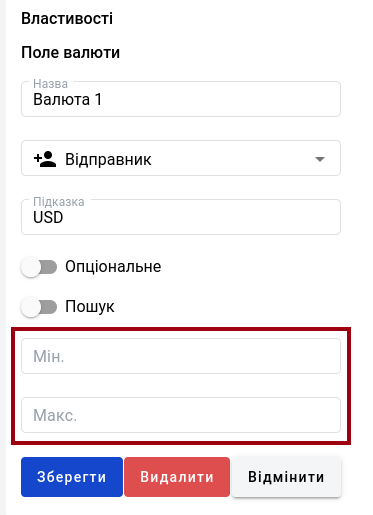 Властивості
Поле валюти
Назва
Валюта 1
Відправник
Підказка
USD
Опціональне
Пошук
Мін.
Макс.
Зберегти Видалити Відмінити